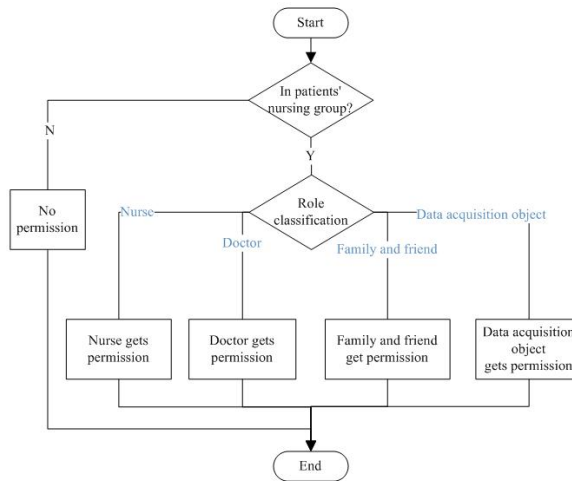 Start
In patients'
nursing group?
N
Y
No
permission
Role
classification
Nurse
Doctor
Family and friend
Data acquisition object
Nurse gets
permission
Doctor gets
permission
Family and friend
get permission
Data acquisition
object
gets permission
End